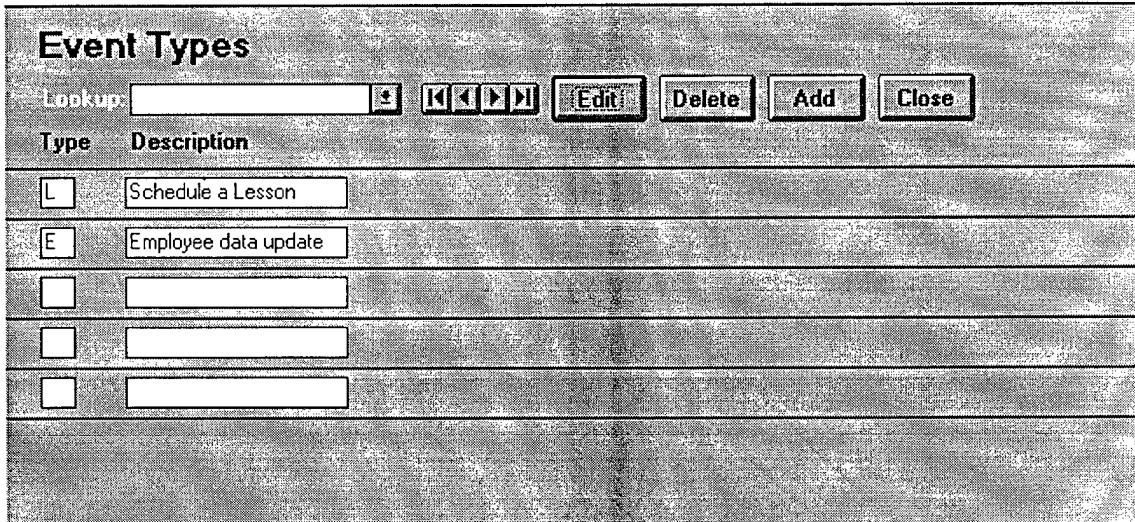 Event Types
Lookup: Edit Delete Add Close
Type Description
L Schedule a Lesson
E Employee data update